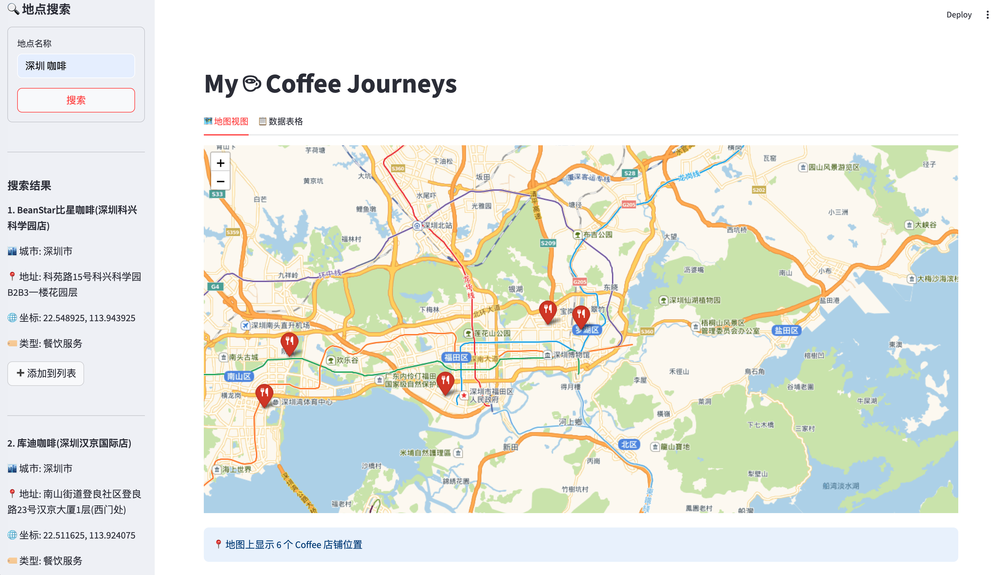 🔍 地点搜索
地点名称
深圳 咖啡
搜索
搜索结果
1. BeanStar比星咖啡(深圳科兴
科学园店)
🏙️ 城市: 深圳市
📍 地址: 科苑路15号科兴科学园
B2B3一楼花园层
🌐 坐标: 22.548925, 113.943925
🏷️ 类型: 餐饮服务
➕ 添加到列表
2. 库迪咖啡(深圳汉京国际店)
🏙️ 城市: 深圳市
📍 地址: 南山街道登良社区登良
路23号汉京大厦1层(西门处)
🌐 坐标: 22.511625, 113.924075
🏷️ 类型: 餐饮服务
Deploy
My ☕ Coffee Journeys
🗺️ 地图视图
📋 数据表格
+
−
芋荷塘
下油松
横岗
水官高
瓦窑
径子
园山风景游览区
S360
S28
大坑
坂田
厦深客运专线
龙岗线
黄京坑
S202
S33
水尾吓
清平高速
白芒
光雅园
塘径
G205
鲤鱼墩
小三洲
深圳北站
大峡谷
S359
福林村
布吉公园
大望
西坑桥
S209
九祥岭
环中线
龙华线
沥婆嘴
南山
小布
大梅沙海滨村
G4
银湖
G205
东晓
深圳仙湖植物园
盐田港
下梅林
北环大道
宝岗
翠竹
深圳南头直升机场
莲花山公园
罗湖区
S360
梧桐山风景区
管理委员会办公室
盐田区
東澳
南头古城
欢乐谷
福田区
深南大道
深圳博物馆
榕樹凹
南山区
广东内伶仃福田
国家级自然保护
禾徑山
烏石角
李屋
得月樓
谷埔老圍
横龙岗
深圳湾体育中心
深圳市福田区
人民政府
萊洞
牛屎湖
橫嶺
河上鄉
下七木橋
三家村
新田
北区
龍山寶地
米埔自然護理區
丙崗
海上世界
沙橋村
犁壁山
深圳湾公路大桥
錦綉花園
船湾淡水湖
竹樹坑村
東鐵綫
福老村
鳳園老村
船灣
📍 地图上显示 6 个 Coffee 店铺位置